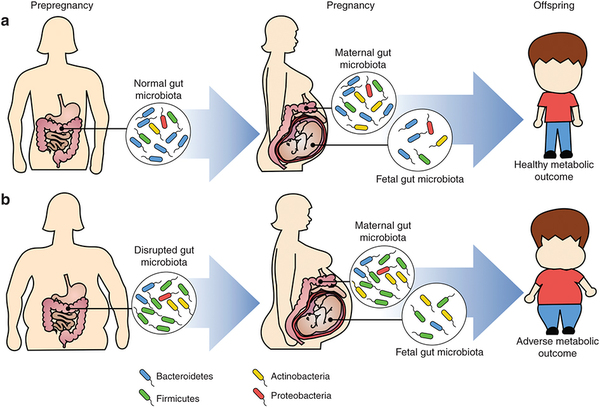 Prepregnancy
Pregnancy
Offspring
a
Normal gut
microbiota
Maternal gut
microbiota
Fetal gut microbiota
Healthy metabolic
outcome
b
Disrupted gut
microbiota
Maternal gut
microbiota
Fetal gut microbiota
Adverse metabolic
outcome
Bacteroidetes
Actinobacteria
Firmicutes
Proteobacteria